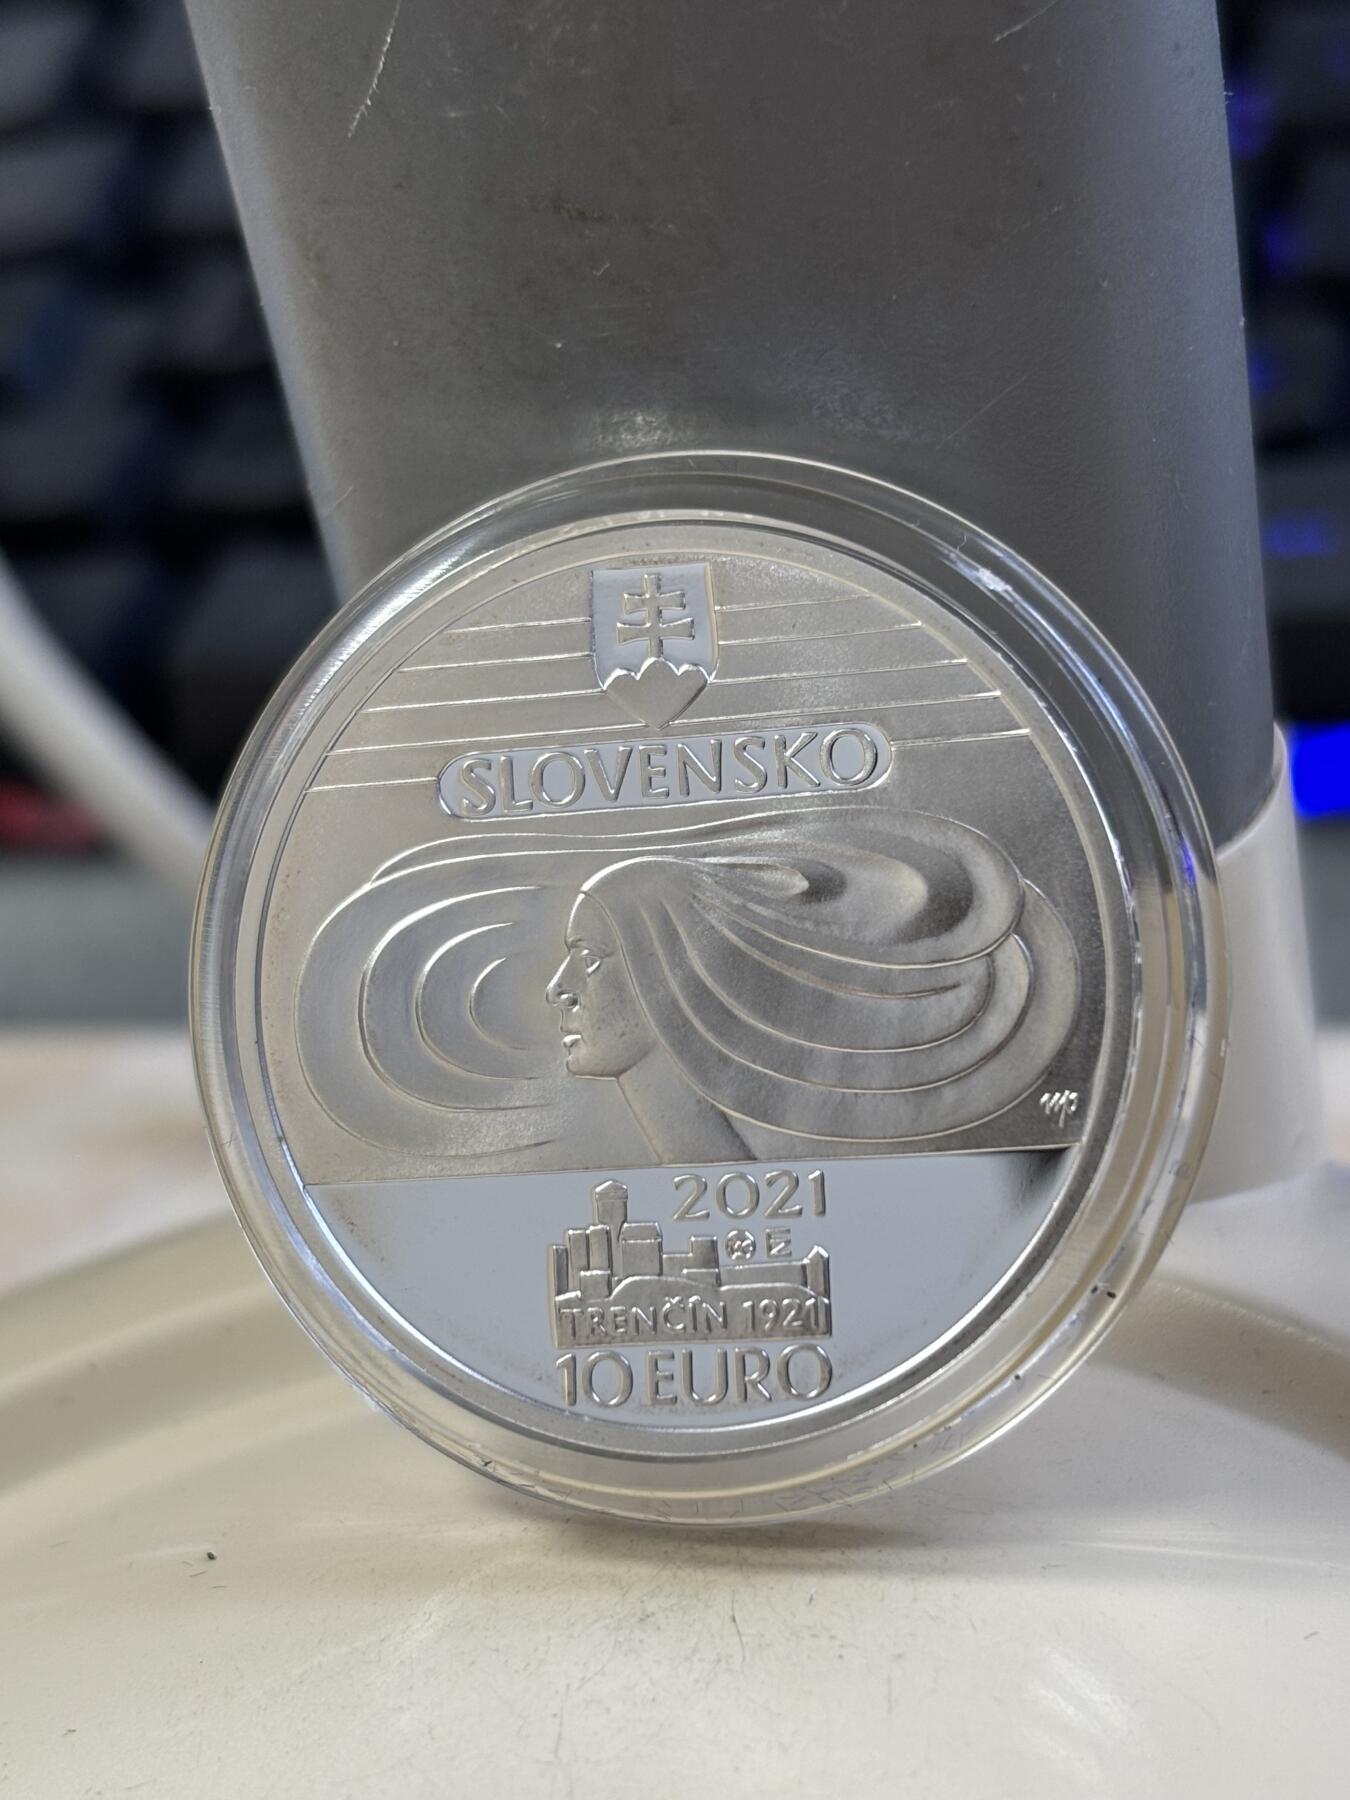 SLOVENSKO
2021
TRENČÍN 1921
10 EURO